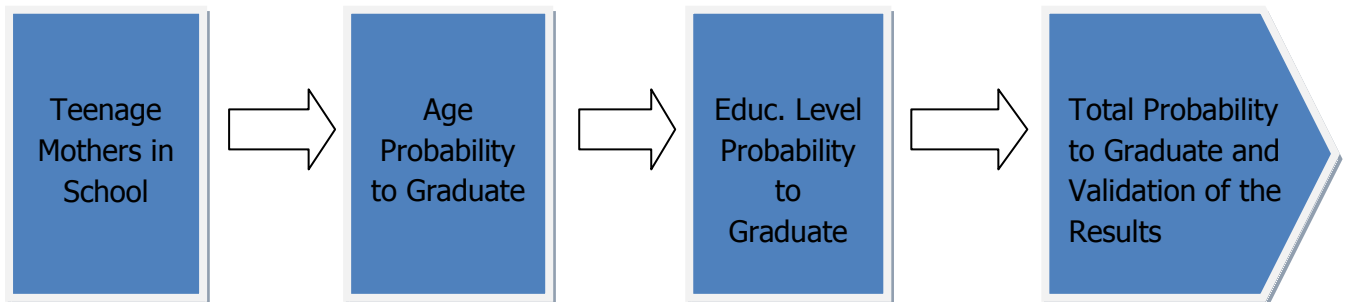 Teenage
Mothers in
School
Age
Probability
to Graduate
Educ. Level
Probability
to
Graduate
Total Probability
to Graduate and
Validation of the
Results